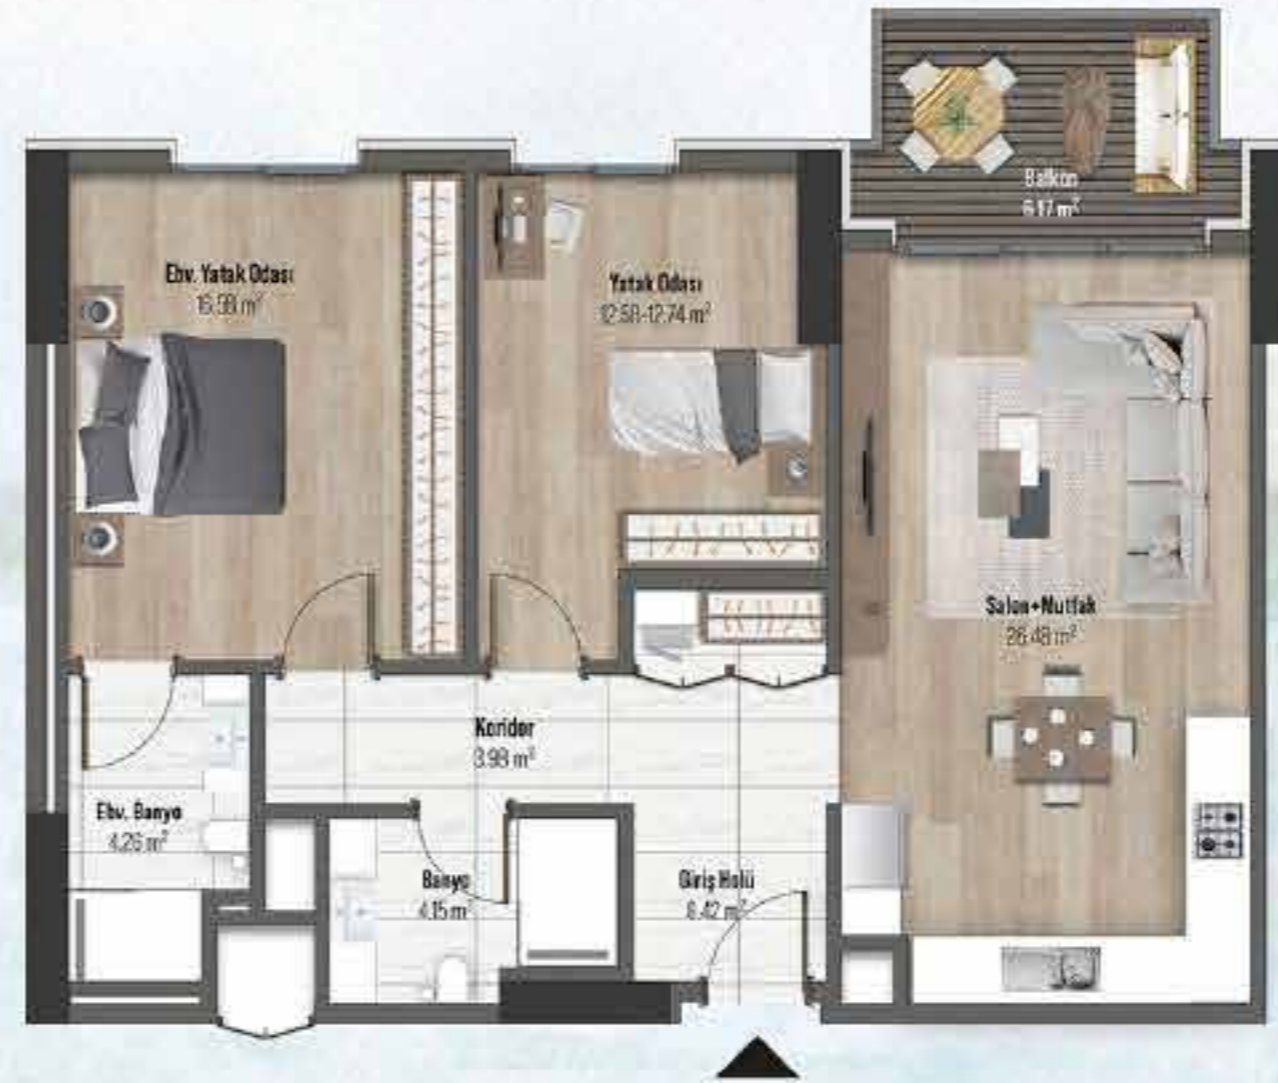 Balkon
6.17 m²
Ebv. Yatak Odası
16.38 m²
Yatak Odası
12.58-12.74 m²
Salon+Mutfak
26.48 m²
Koridor
3.98 m²
Ebv. Banyo
4.26 m²
Banyo
4.15 m²
Giriş Holü
6.42 m²